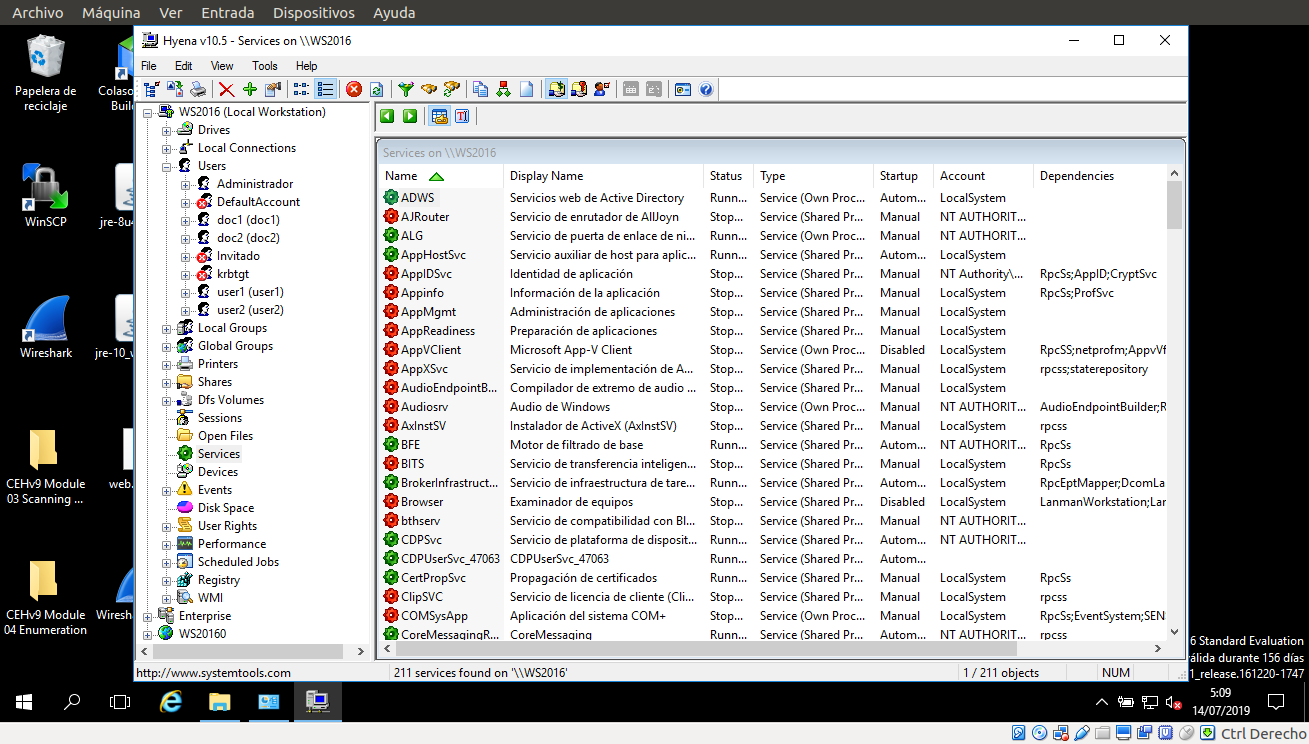 Archivo Máquina Ver Entrada Dispositivos Ayuda
Papelera de
reciclaje
Colaso
Buil
WinSCP
jre-8u4
Wireshark
jre-10_v
CEHv9 Module
03 Scanning ...
web.
CEHv9 Module
04 Enumeration
Wiresh
Hyena v10.5 - Services on \\WS2016
File Edit View Tools Help
WS2016 (Local Workstation)
Drives
Local Connections
Users
Administrador
DefaultAccount
doc1 (doc1)
doc2 (doc2)
Invitado
krbtgt
user1 (user1)
user2 (user2)
Local Groups
Global Groups
Printers
Shares
Dfs Volumes
Sessions
Open Files
Services
Devices
Events
Disk Space
User Rights
Performance
Scheduled Jobs
Registry
WMI
Enterprise
WS20160
Services on \\WS2016
Name Display Name Status Type Startup Account Dependencies
ADWS Servicios web de Active Directory Runn... Service (Own Proc... Autom... LocalSystem
AJRouter Servicio de enrutador de AllJoyn Stop... Service (Shared Pr... Manual NT AUTHORIT...
ALG Servicio de puerta de enlace de ni... Runn... Service (Own Proc... Manual NT AUTHORIT...
AppHostSvc Servicio auxiliar de host para aplic... Runn... Service (Shared Pr... Autom... LocalSystem
AppIDSvc Identidad de aplicación Stop... Service (Shared Pr... Manual NT Authority\... RpcSs;AppID;CryptSvc
Appinfo Información de la aplicación Stop... Service (Shared Pr... Manual LocalSystem RpcSs;ProfSvc
AppMgmt Administración de aplicaciones Stop... Service (Shared Pr... Manual LocalSystem
AppReadiness Preparación de aplicaciones Stop... Service (Shared Pr... Manual LocalSystem
AppVClient Microsoft App-V Client Stop... Service (Own Proc... Disabled LocalSystem RpcSS;netprofm;AppvVf
AppXSvc Servicio de implementación de A... Stop... Service (Shared Pr... Manual LocalSystem rpcss;staterepository
AudioEndpointB... Compilador de extremo de audio ... Stop... Service (Shared Pr... Manual LocalSystem
Audiosrv Audio de Windows Stop... Service (Own Proc... Manual NT AUTHORIT... AudioEndpointBuilder;R
AxInstSV Instalador de ActiveX (AxInstSV) Stop... Service (Shared Pr... Manual LocalSystem rpcss
BFE Motor de filtrado de base Runn... Service (Shared Pr... Autom... NT AUTHORIT... RpcSs
BITS Servicio de transferencia inteligen... Stop... Service (Shared Pr... Manual LocalSystem RpcSs
BrokerInfrastruct... Servicio de infraestructura de tare... Runn... Service (Shared Pr... Autom... LocalSystem RpcEptMapper;DcomLa
Browser Examinador de equipos Stop... Service (Shared Pr... Disabled LocalSystem LanmanWorkstation;Lar
bthserv Servicio de compatibilidad con Bl... Stop... Service (Shared Pr... Manual NT AUTHORIT...
CDPSvc Servicio de plataforma de disposit... Runn... Service (Shared Pr... Autom... NT AUTHORIT...
CDPUserSvc_47063 CDPUserSvc_47063 Runn... Service (Shared Pr... Autom...
CertPropSvc Propagación de certificados Runn... Service (Shared Pr... Manual LocalSystem RpcSs
ClipSVC Servicio de licencia de cliente (Cli... Stop... Service (Shared Pr... Manual LocalSystem rpcss
COMSysApp Aplicación del sistema COM+ Stop... Service (Own Proc... Manual LocalSystem RpcSs;EventSystem;SEN
CoreMessagingR... CoreMessaging Runn... Service (Shared Pr... Autom... NT AUTHORIT... rpcss
http://www.systemtools.com 211 services found on '\\WS2016' 1 / 211 objects NUM
6 Standard Evaluation
álida durante 156 días
1_release.161220-1747
5:09
14/07/2019
Ctrl Derecho